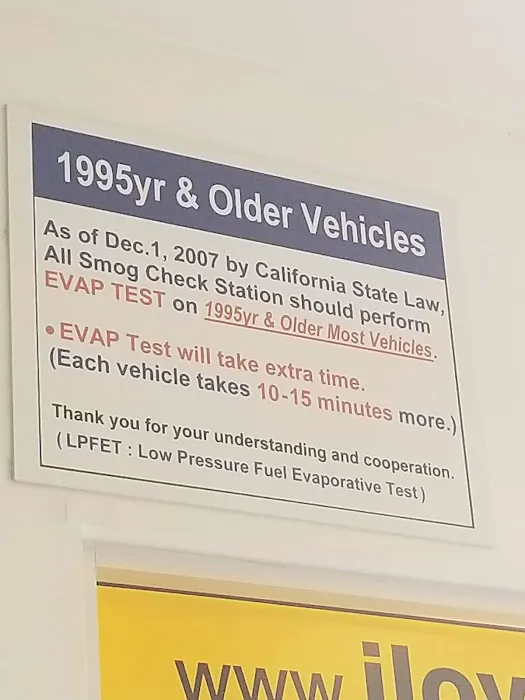 1995yr & Older Vehicles
As of Dec.1, 2007 by California State Law,
All Smog Check Station should perform
EVAP TEST on 1995yr & Older Most Vehicles.
• EVAP Test will take extra time.
(Each vehicle takes 10-15 minutes more.)
Thank you for your understanding and cooperation.
( LPFET : Low Pressure Fuel Evaporative Test )
www.ilov